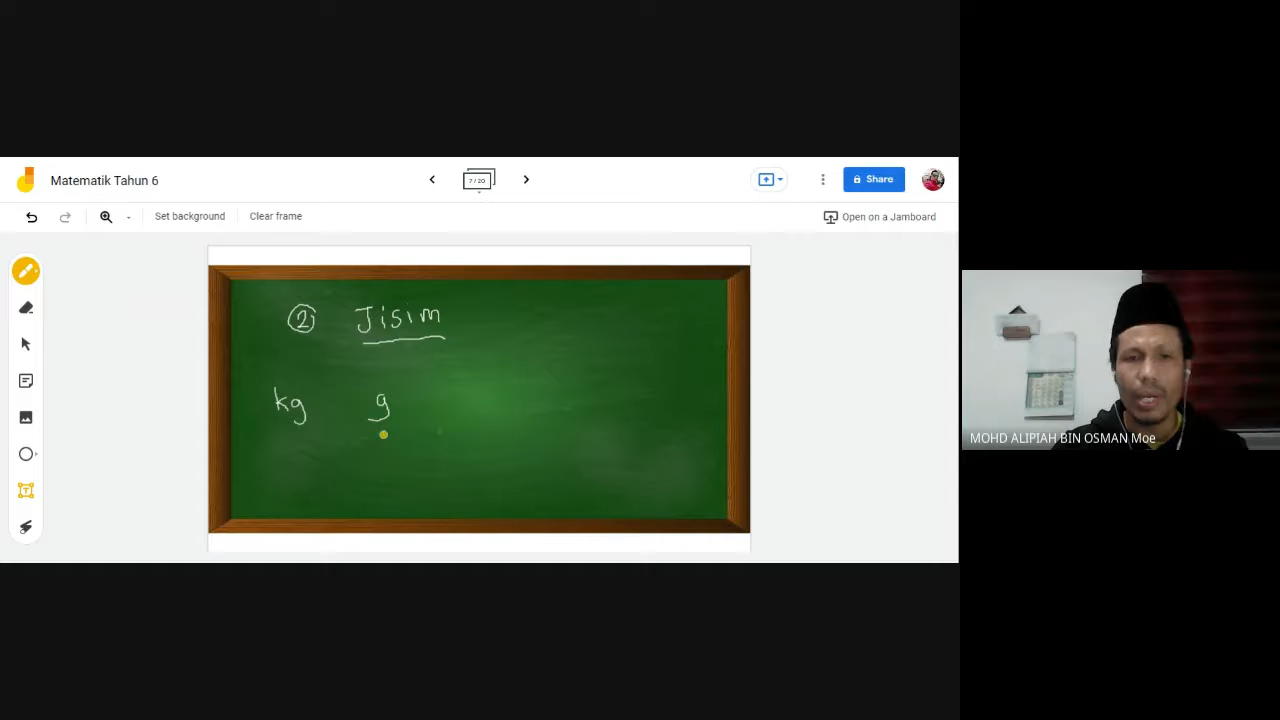 Matematik Tahun 6
7 / 20
Share
Set background
Clear frame
Open on a Jamboard
② Jisim
kg g
MOHD ALIPIAH BIN OSMAN Moe